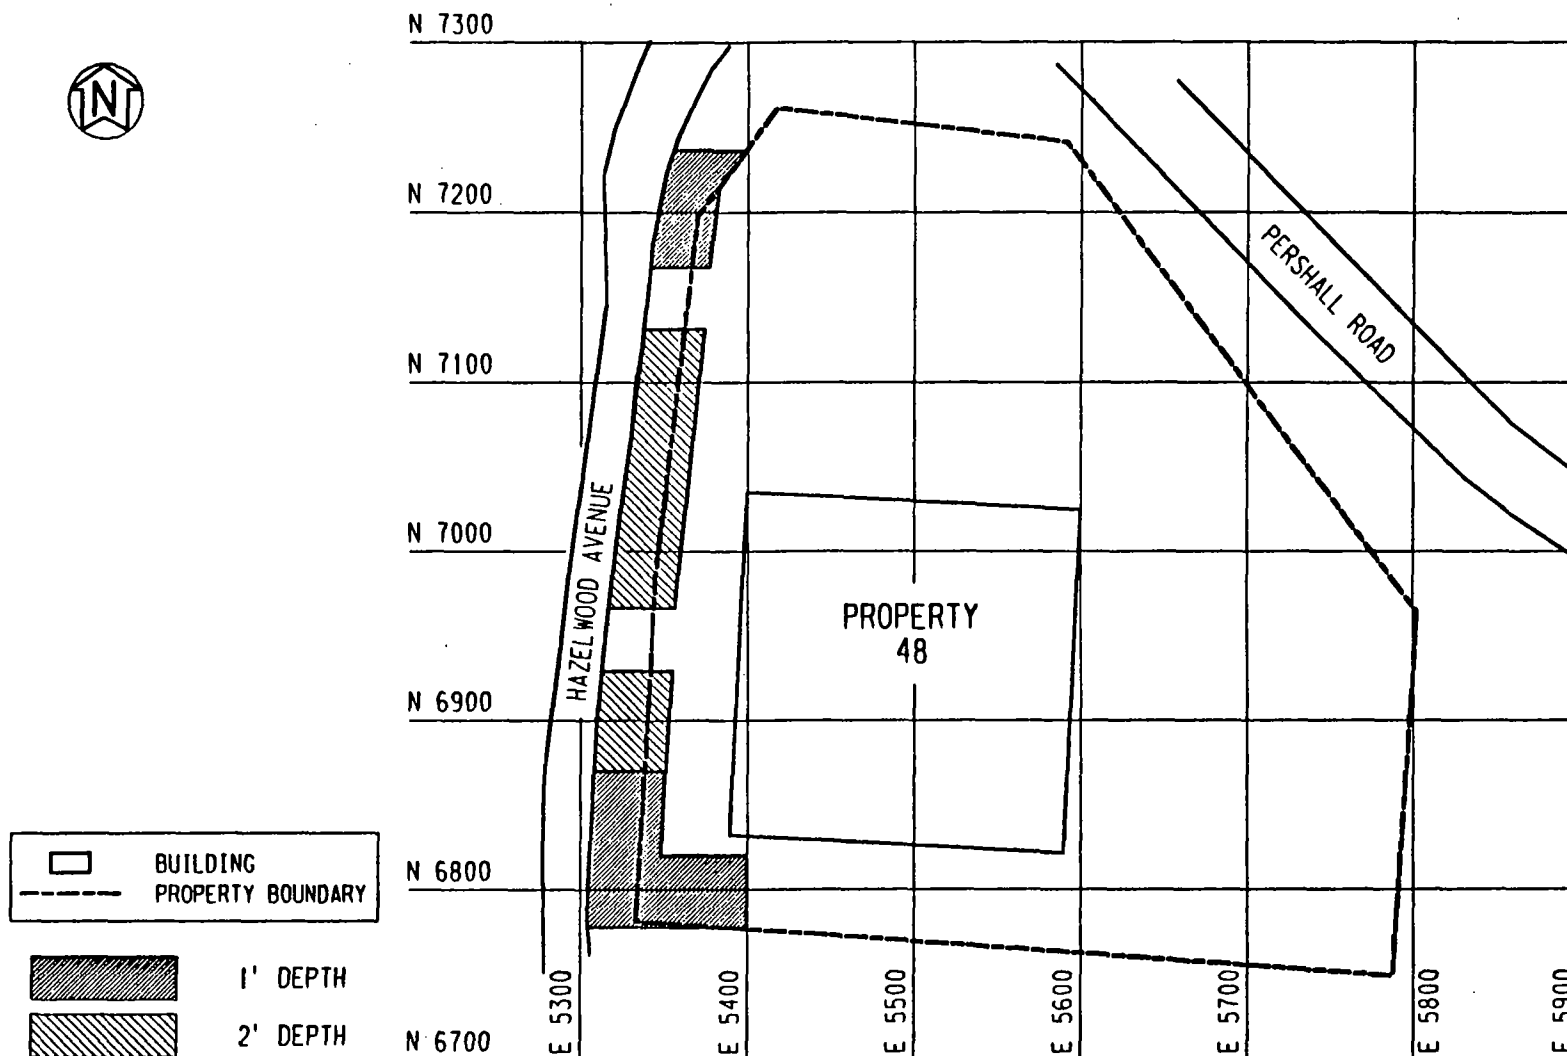 N 7300
N
N 7200
PERSHALL ROAD
N 7100
HAZELWOOD AVENUE
N 7000
PROPERTY
48
N 6900
BUILDING
PROPERTY BOUNDARY
N 6800
1' DEPTH
2' DEPTH
N 6700
E 5300
E 5400
E 5500
E 5600
E 5700
E 5800
E 5900